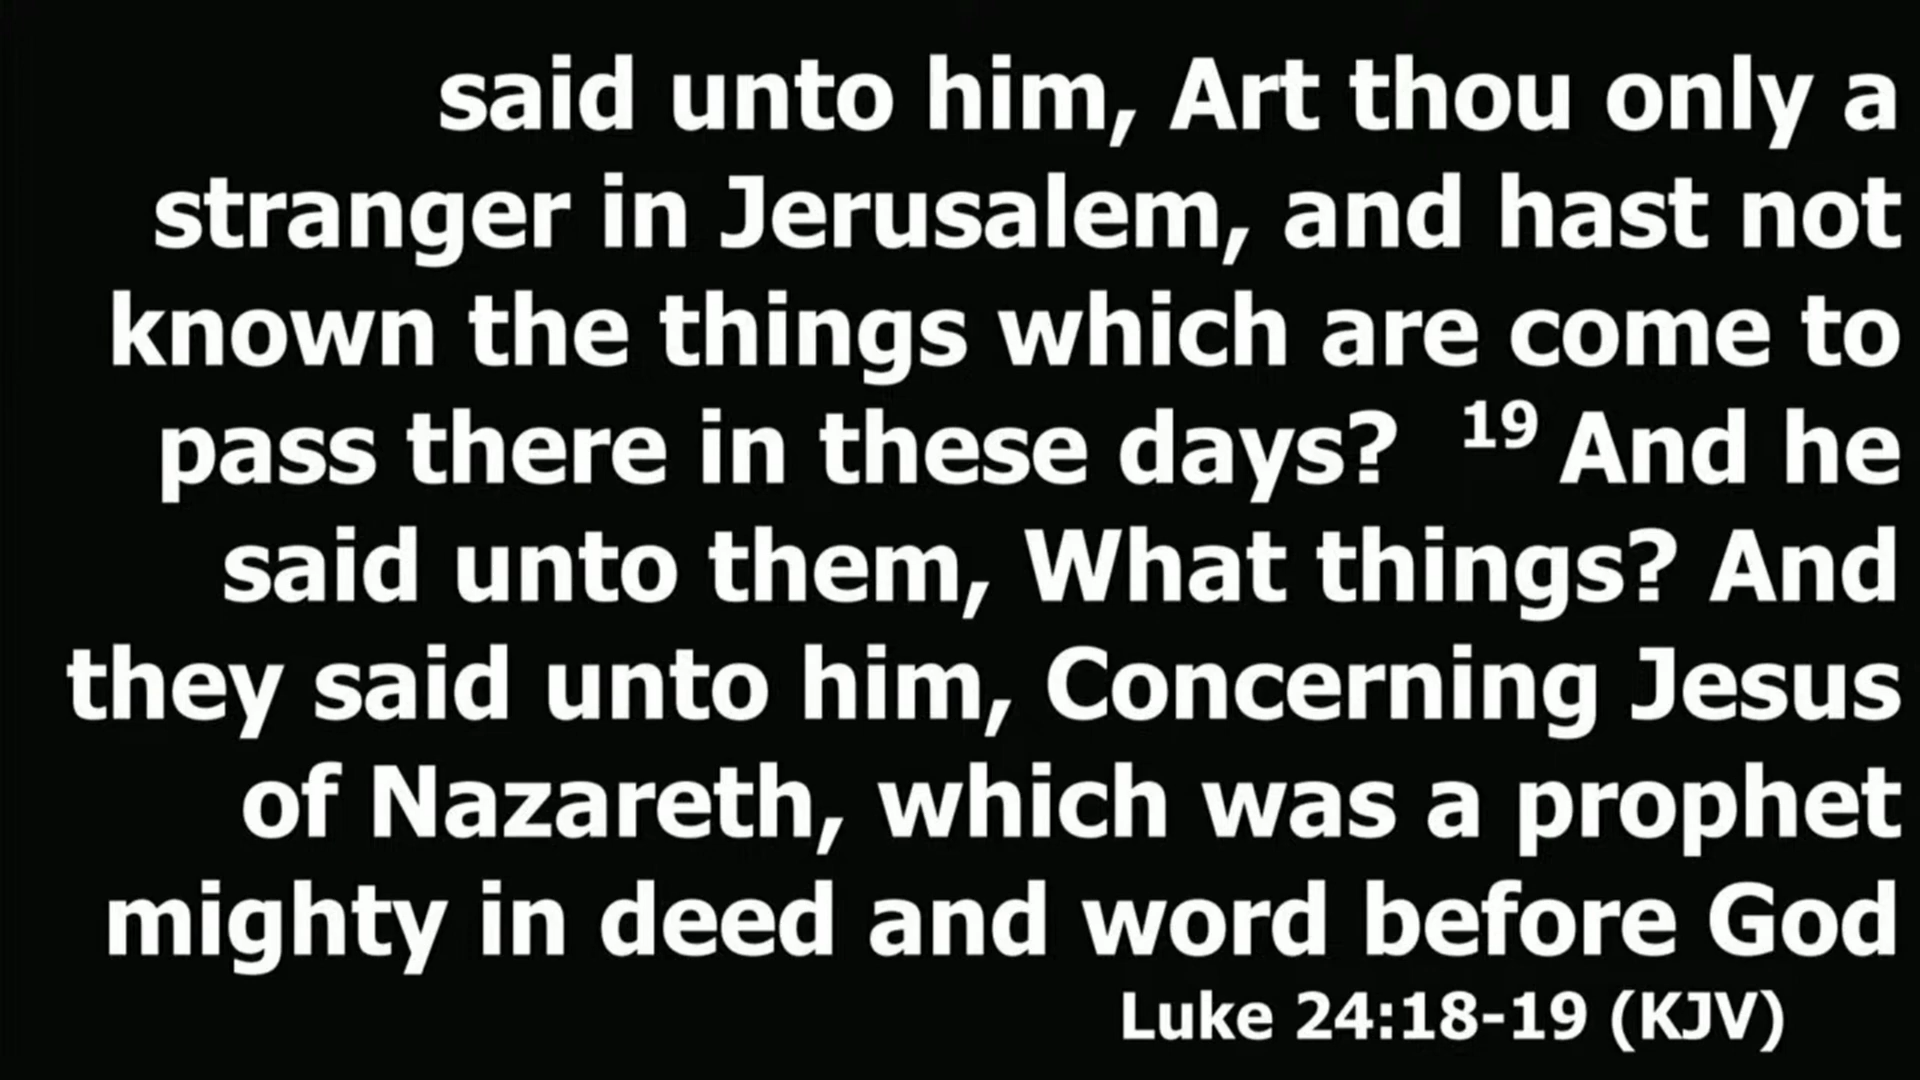 said unto him, Art thou only a
stranger in Jerusalem, and hast not
known the things which are come to
pass there in these days? 19 And he
said unto them, What things? And
they said unto him, Concerning Jesus
of Nazareth, which was a prophet
mighty in deed and word before God
Luke 24:18-19 (KJV)